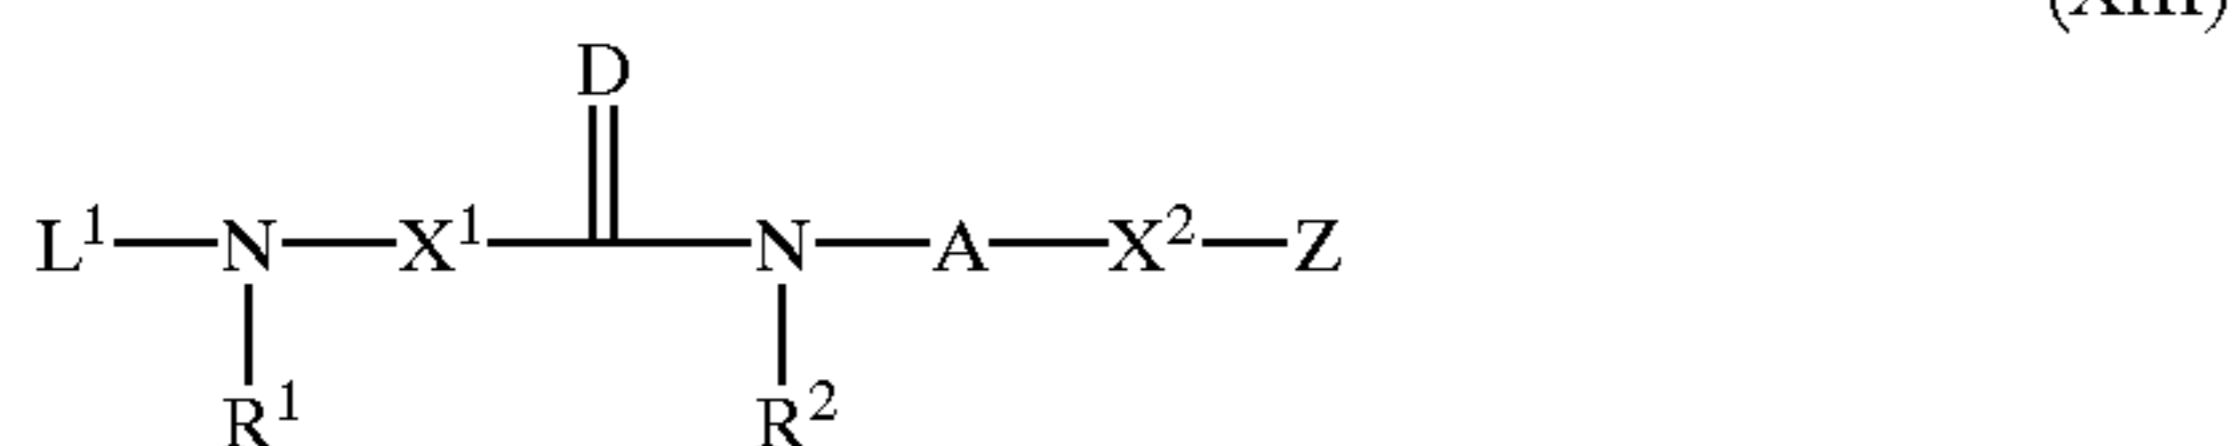 (XIII)
D
L¹—N—X¹—N—A—X²—Z
R¹ R²